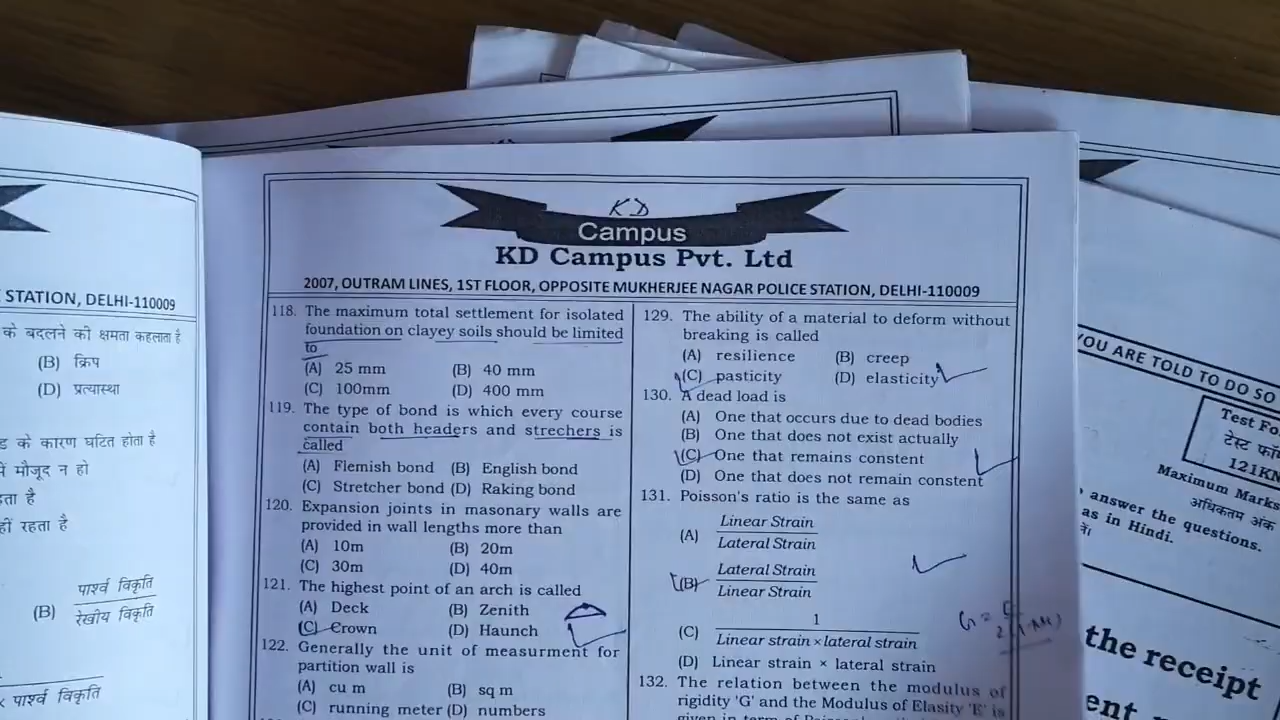 KD
Campus
KD Campus Pvt. Ltd
2007, OUTRAM LINES, 1ST FLOOR, OPPOSITE MUKHERJEE NAGAR POLICE STATION, DELHI-110009
STATION, DELHI-110009
के बदलने की क्षमता कहलाता है
(B) क्रिप
(D) प्रत्यास्था
के कारण घटित होता है
में मौजूद न हो
ता है
हीं रहता है
(B) पार्श्व विकृति
रेखीय विकृति
पार्श्व विकृति
118. The maximum total settlement for isolated
foundation on clayey soils should be limited
to
(A) 25 mm (B) 40 mm
(C) 100mm (D) 400 mm
119. The type of bond is which every course
contain both headers and strechers is
called
(A) Flemish bond (B) English bond
(C) Stretcher bond (D) Raking bond
120. Expansion joints in masonary walls are
provided in wall lengths more than
(A) 10m (B) 20m
(C) 30m (D) 40m
121. The highest point of an arch is called
(A) Deck (B) Zenith
(C) Crown (D) Haunch
122. Generally the unit of measurment for
partition wall is
(A) cu m (B) sq m
(C) running meter (D) numbers
129. The ability of a material to deform without
breaking is called
(A) resilience (B) creep
(C) pasticity (D) elasticity
130. A dead load is
(A) One that occurs due to dead bodies
(B) One that does not exist actually
(C) One that remains constent
(D) One that does not remain constent
131. Poisson's ratio is the same as
(A) Linear Strain
Lateral Strain
(B) Lateral Strain
Linear Strain
(C) 1
Linear strain × lateral strain
(D) Linear strain × lateral strain
132. The relation between the modulus of
rigidity 'G' and the Modulus of Elasity 'E' is
given in term of
YOU ARE TOLD TO DO SO
Test Fo
टेस्ट फॉ
121KN
Maximum Marks
अधिकतम अंक
answer the questions.
as in Hindi.
the receipt